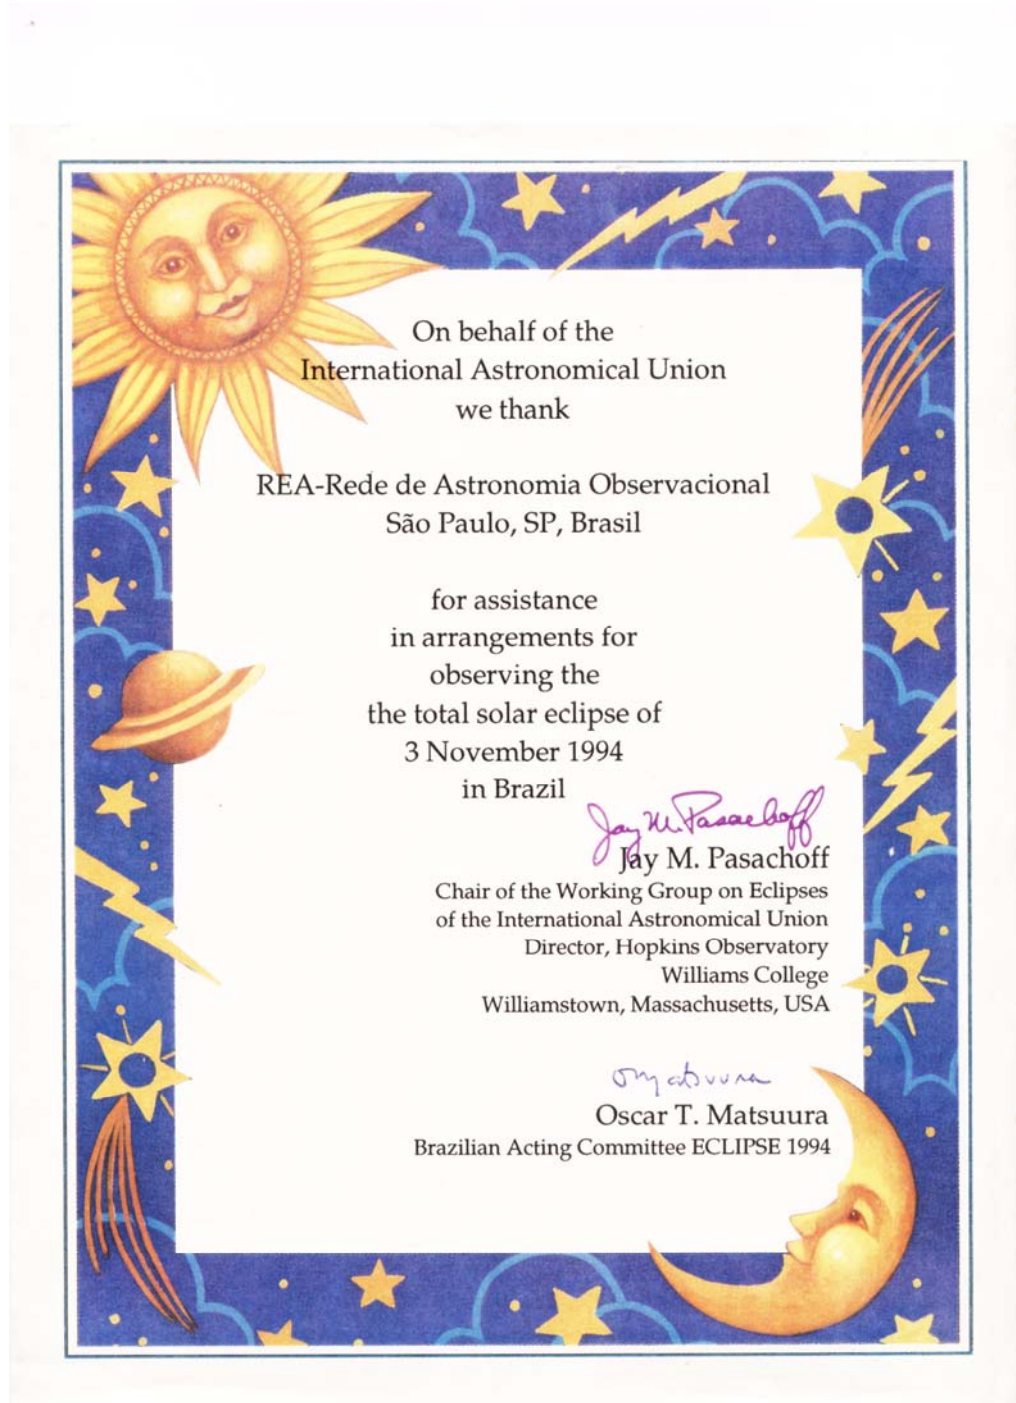 On behalf of the
International Astronomical Union
we thank
REA-Rede de Astronomia Observacional
São Paulo, SP, Brasil
for assistance
in arrangements for
observing the
the total solar eclipse of
3 November 1994
in Brazil
Jay M. Pasachoff
Jay M. Pasachoff
Chair of the Working Group on Eclipses
of the International Astronomical Union
Director, Hopkins Observatory
Williams College
Williamstown, Massachusetts, USA
OMatsuura
Oscar T. Matsuura
Brazilian Acting Committee ECLIPSE 1994